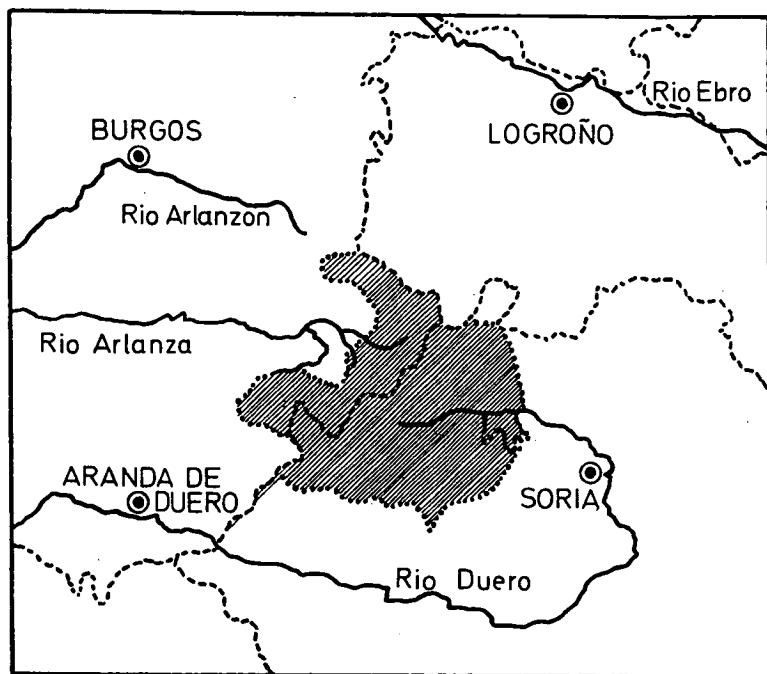 Rio Ebro
BURGOS
LOGROÑO
Rio Arlanzon
Rio Arlanza
ARANDA DE
DUERO
SORIA
Rio Duero